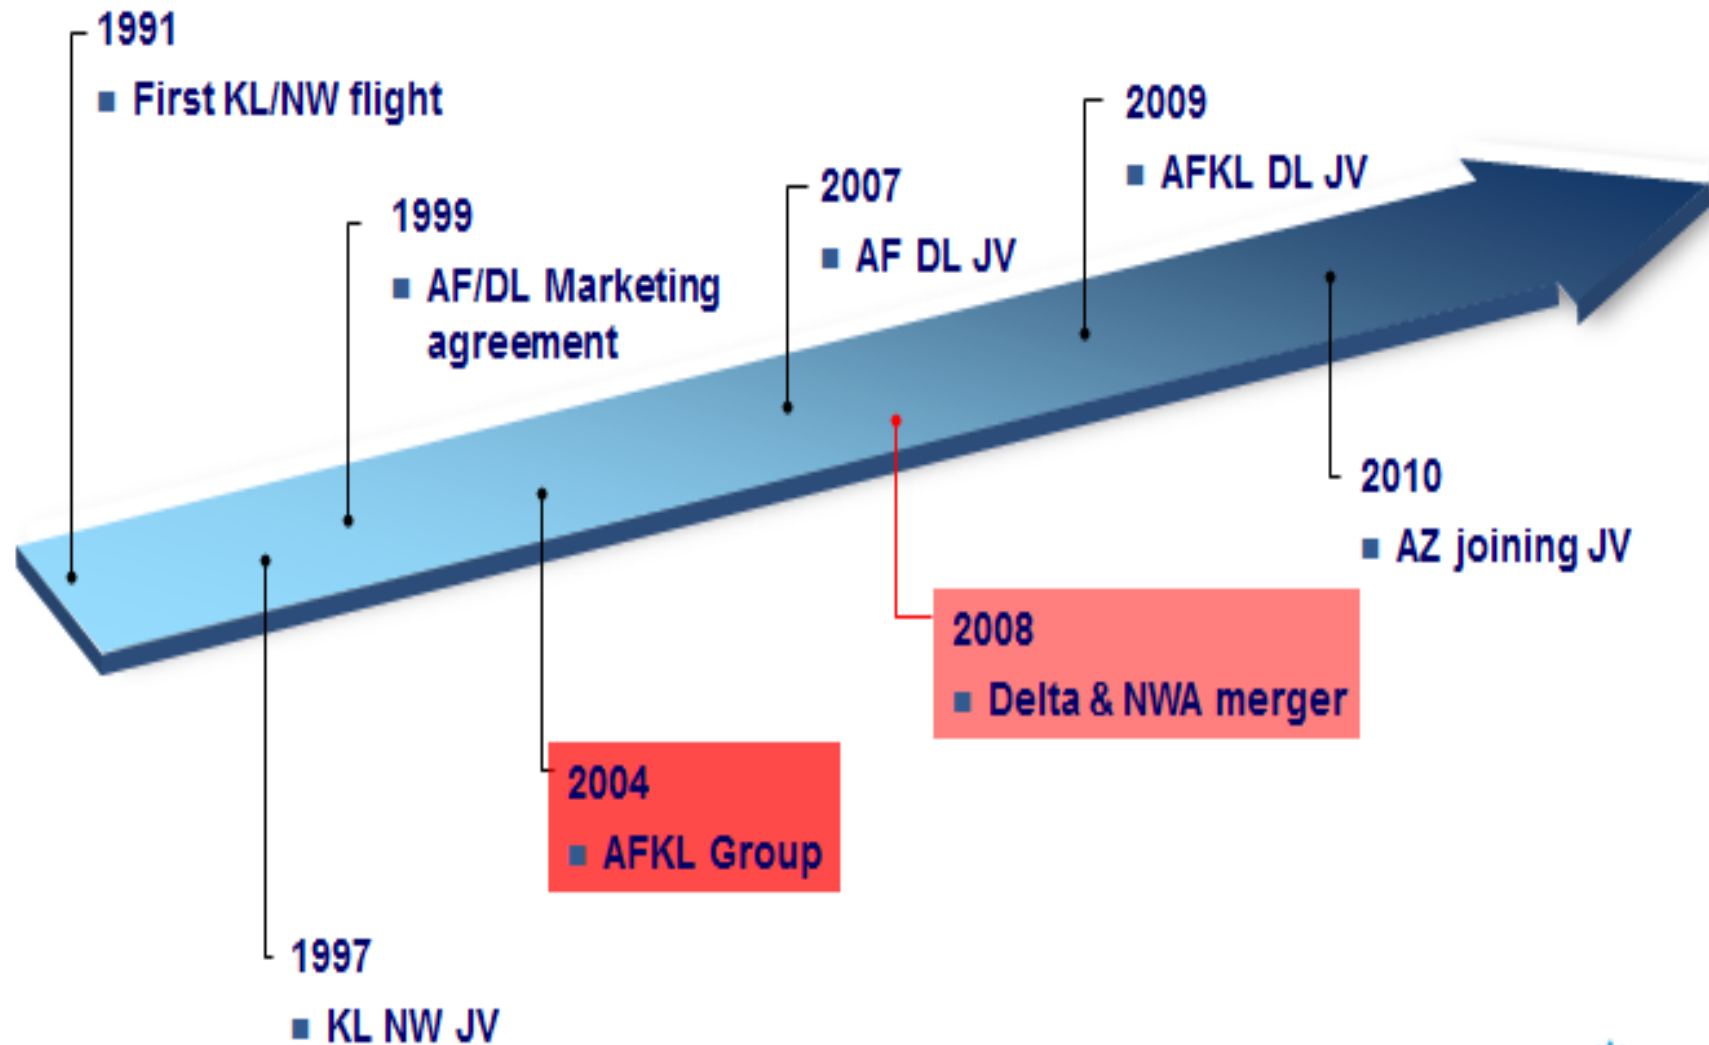 1991
■ First KL/NW flight
1997
■ KL NW JV
1999
■ AF/DL Marketing
agreement
2004
■ AFKL Group
2007
■ AF DL JV
2008
■ Delta & NWA merger
2009
■ AFKL DL JV
2010
■ AZ joining JV